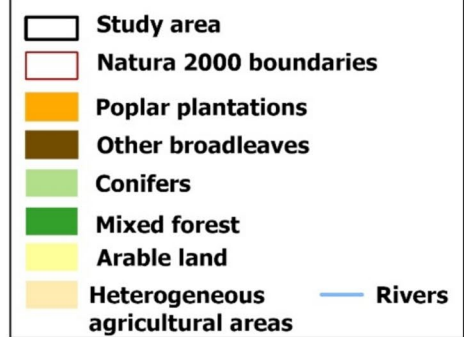 Study area
Natura 2000 boundaries
Poplar plantations
Other broadleaves
Conifers
Mixed forest
Arable land
Heterogeneous
agricultural areas
Rivers